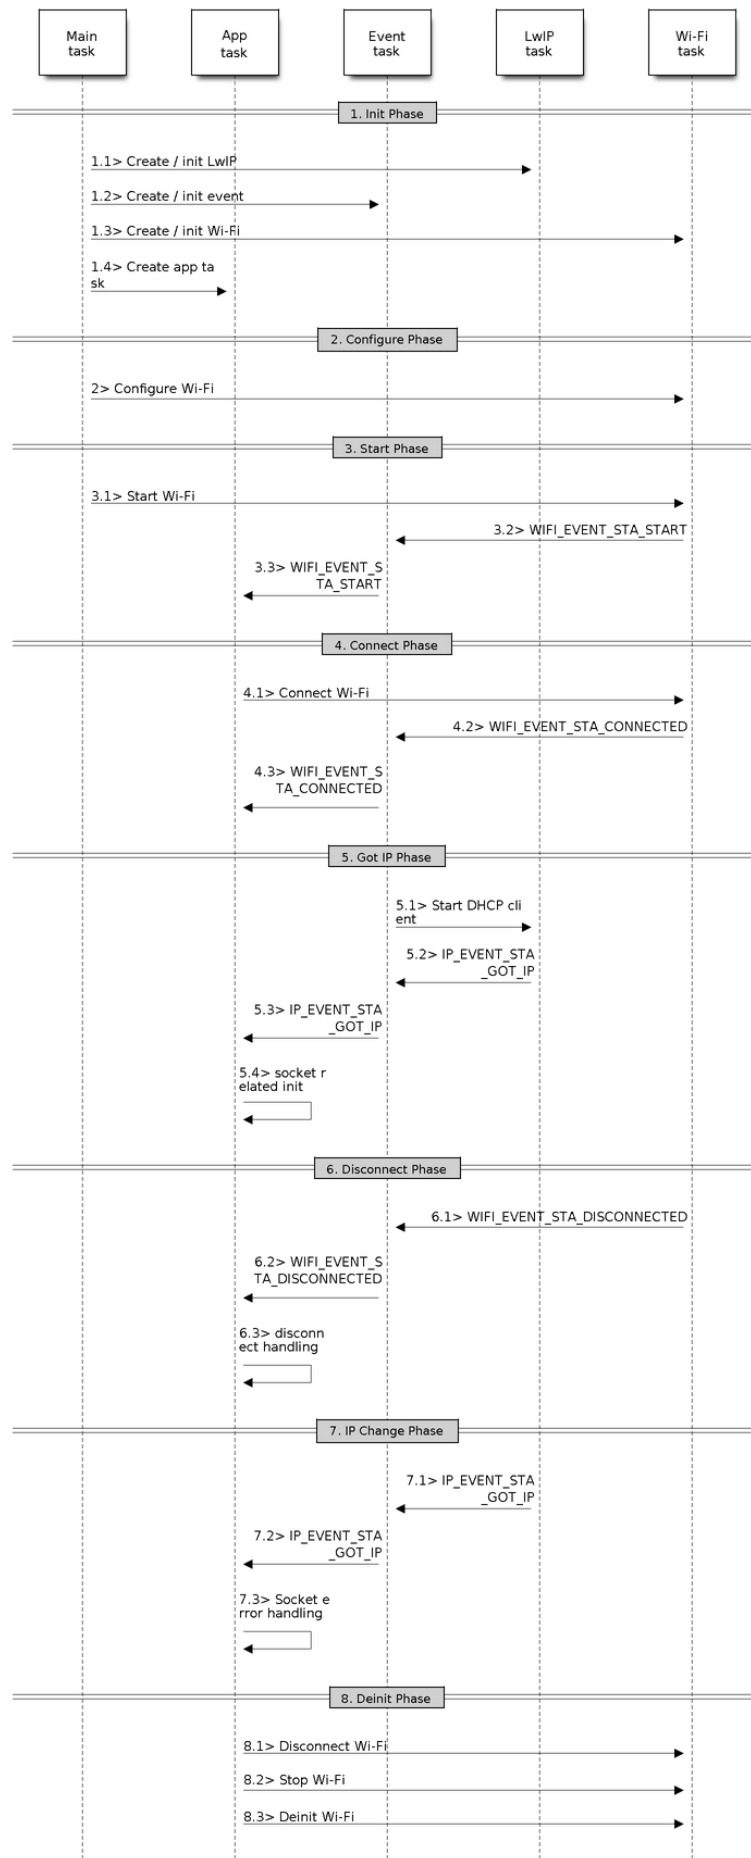 Main
task
App
task
Event
task
LwIP
task
Wi-Fi
task
1. Init Phase
1.1> Create / init LwIP
1.2> Create / init event
1.3> Create / init Wi-Fi
1.4> Create app ta
sk
2. Configure Phase
2> Configure Wi-Fi
3. Start Phase
3.1> Start Wi-Fi
3.2> WIFI_EVENT_STA_START
3.3> WIFI_EVENT_S
TA_START
4. Connect Phase
4.1> Connect Wi-Fi
4.2> WIFI_EVENT_STA_CONNECTED
4.3> WIFI_EVENT_S
TA_CONNECTED
5. Got IP Phase
5.1> Start DHCP cli
ent
5.2> IP_EVENT_STA
_GOT_IP
5.3> IP_EVENT_STA
_GOT_IP
5.4> socket r
elated init
6. Disconnect Phase
6.1> WIFI_EVENT_STA_DISCONNECTED
6.2> WIFI_EVENT_S
TA_DISCONNECTED
6.3> disconn
ect handling
7. IP Change Phase
7.1> IP_EVENT_STA
_GOT_IP
7.2> IP_EVENT_STA
_GOT_IP
7.3> Socket e
rror handling
8. Deinit Phase
8.1> Disconnect Wi-Fi
8.2> Stop Wi-Fi
8.3> Deinit Wi-Fi